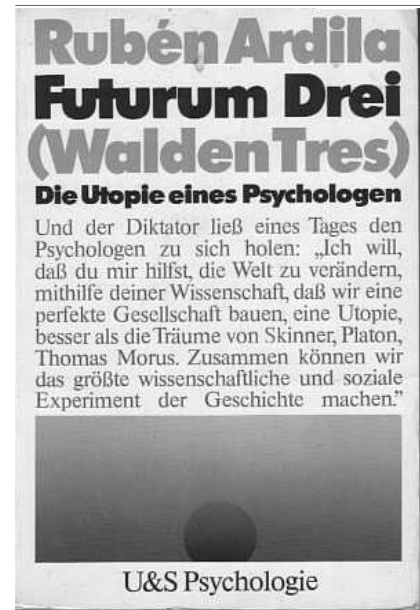 Rubén Ardila
Futurum Drei
(Walden Tres)
Die Utopie eines Psychologen
Und der Diktator ließ eines Tages den
Psychologen zu sich holen: „Ich will,
daß du mir hilfst, die Welt zu verändern,
mithilfe deiner Wissenschaft, daß wir eine
perfekte Gesellschaft bauen, eine Utopie,
besser als die Träume von Skinner, Platon,
Thomas Morus. Zusammen können wir
das größte wissenschaftliche und soziale
Experiment der Geschichte machen.”
U&S Psychologie